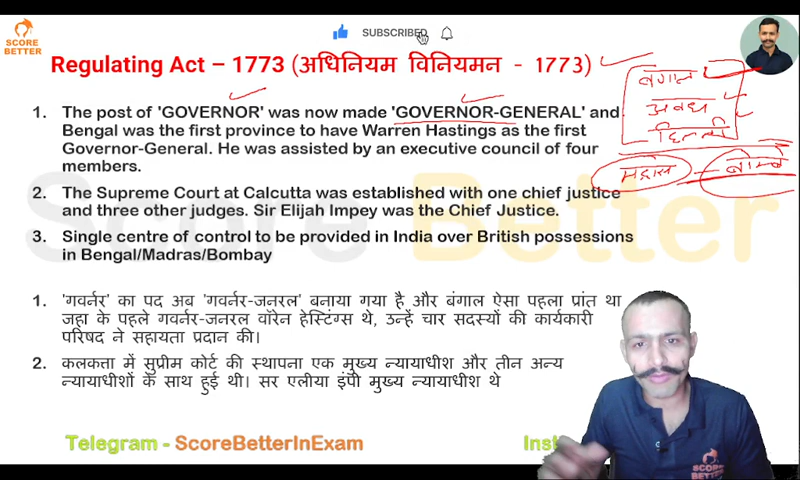 SUBSCRIBED
SCORE
BETTER
Regulating Act – 1773 (अधिनियम विनियमन - 1773)
बंगाल
अवध
दिल्ली
मद्रास - बोम्बे
1. The post of 'GOVERNOR' was now made 'GOVERNOR-GENERAL' and
Bengal was the first province to have Warren Hastings as the first
Governor-General. He was assisted by an executive council of four
members.
2. The Supreme Court at Calcutta was established with one chief justice
and three other judges. Sir Elijah Impey was the Chief Justice.
3. Single centre of control to be provided in India over British possessions
in Bengal/Madras/Bombay
Score Better
1. 'गवर्नर' का पद अब 'गवर्नर-जनरल' बनाया गया है और बंगाल ऐसा पहला प्रांत था
जहा के पहले गवर्नर-जनरल वॉरेन हेस्टिंग्स थे, उन्हें चार सदस्यों की कार्यकारी
परिषद ने सहायता प्रदान की।
2. कलकत्ता में सुप्रीम कोर्ट की स्थापना एक मुख्य न्यायाधीश और तीन अन्य
न्यायाधीशों के साथ हुई थी। सर एलीया इंपी मुख्य न्यायाधीश थे
Telegram - ScoreBetterInExam
SCORE
BETTER